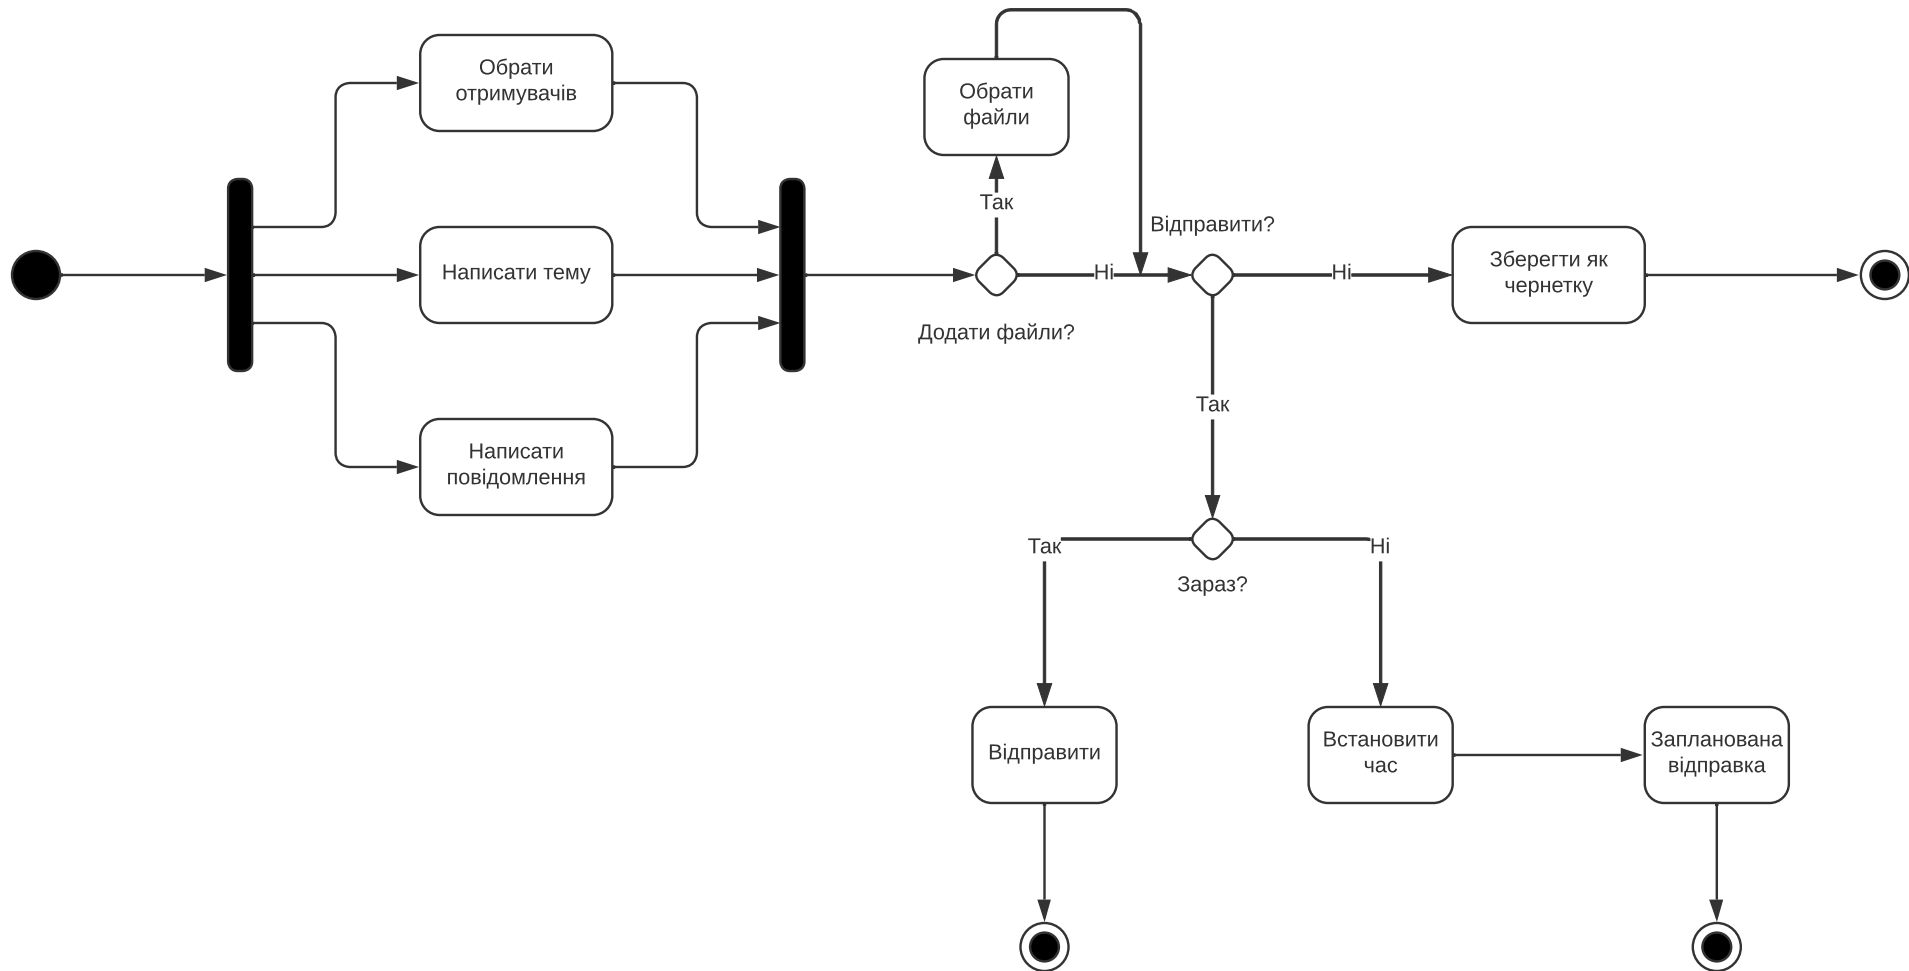 Обрати
отримувачів
Написати тему
Написати
повідомлення
Обрати
файли
Так
Ні
Додати файли?
Відправити?
Ні
Зберегти як
чернетку
Так
Так
Ні
Зараз?
Відправити
Встановити
час
Запланована
відправка